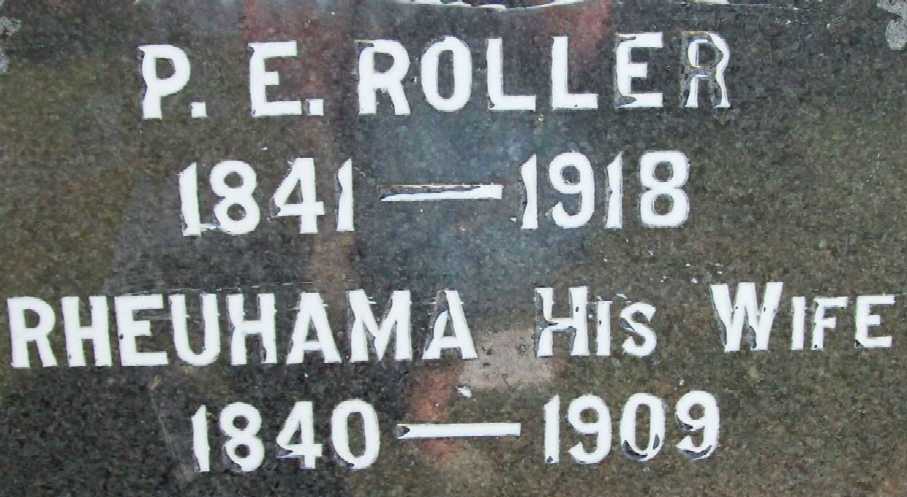 P. E. ROLLER
1841 — 1918
RHEUHAMA HIS WIFE
1840 — 1909